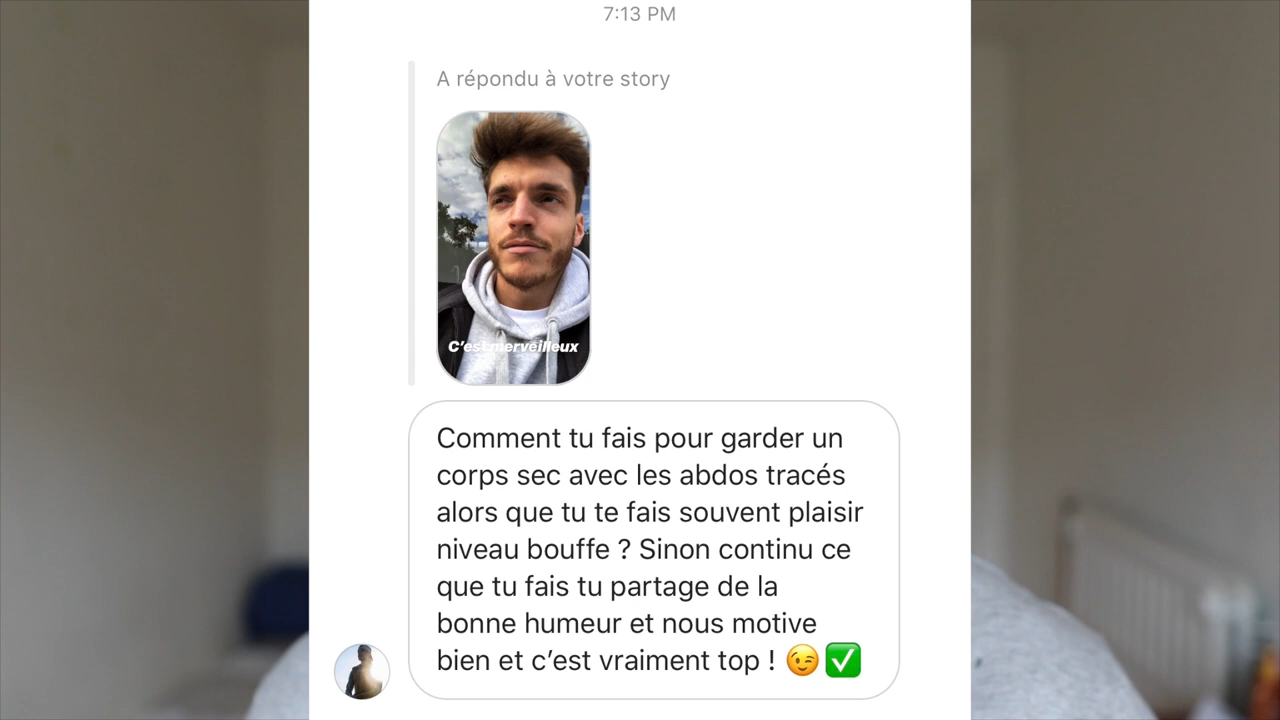 7:13 PM
A répondu à votre story
C'est merveilleux
Comment tu fais pour garder un
corps sec avec les abdos tracés
alors que tu te fais souvent plaisir
niveau bouffe ? Sinon continu ce
que tu fais tu partage de la
bonne humeur et nous motive
bien et c’est vraiment top ! 😉 ✅